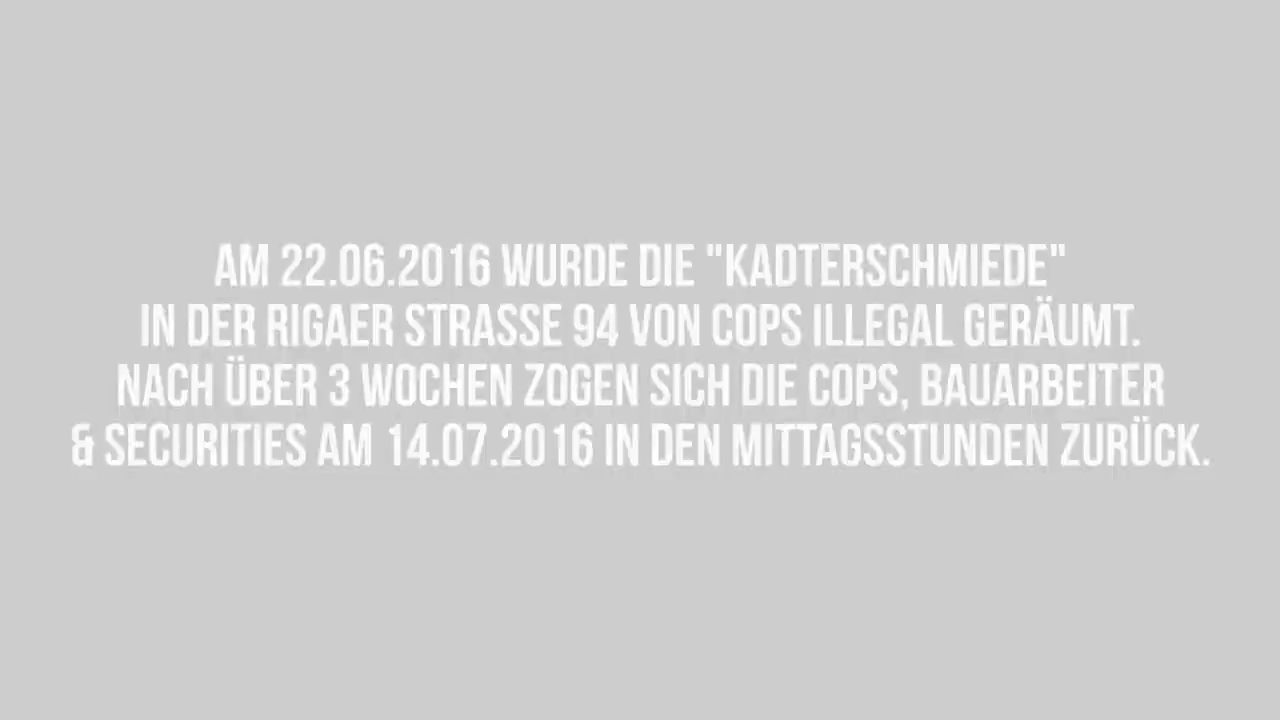 AM 22.06.2016 WURDE DIE "KADTERSCHMIEDE"
IN DER RIGAER STRASSE 94 VON COPS ILLEGAL GERÄUMT.
NACH ÜBER 3 WOCHEN ZOGEN SICH DIE COPS, BAUARBEITER
& SECURITIES AM 14.07.2016 IN DEN MITTAGSSTUNDEN ZURÜCK.